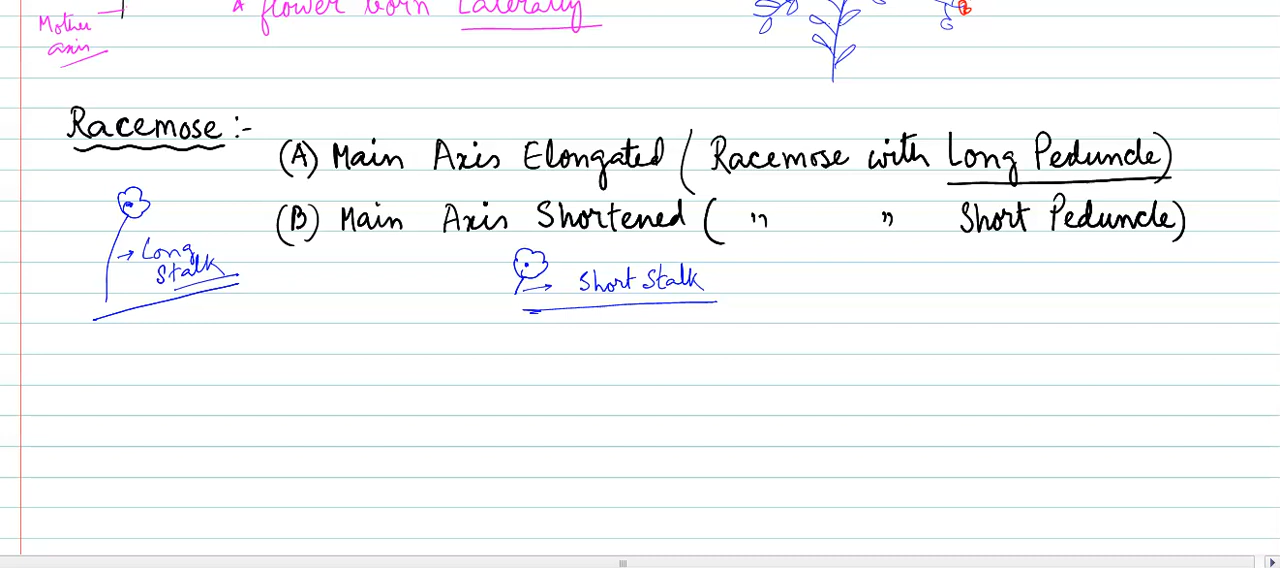 Mother
axis
A flower born Laterally
Racemose :-
(A) Main Axis Elongated ( Racemose with Long Peduncle)
(B) Main Axis Shortened ( " " Short Peduncle)
→ Long
Stalk
→ Short Stalk